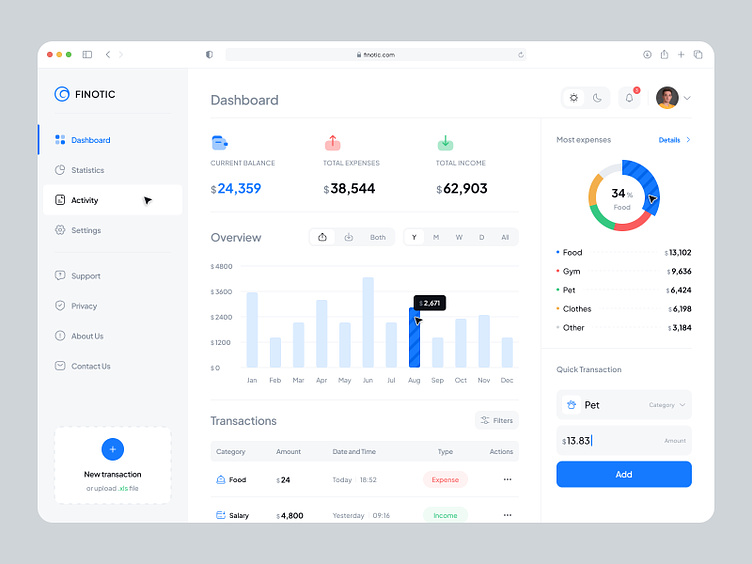 finotic.com
FINOTIC
Dashboard
Statistics
Activity
Settings
Support
Privacy
About Us
Contact Us
New transaction
or upload .xls file
Dashboard
CURRENT BALANCE
$24,359
TOTAL EXPENSES
$38,544
TOTAL INCOME
$62,903
Overview
Both
Y M W D All
$4800
$3600
$2400
$1200
$0
$2,671
Jan Feb Mar Apr May Jun Jul Aug Sep Oct Nov Dec
Transactions
Filters
Category Amount Date and Time Type Actions
Food $24 Today 18:52 Expense
Salary $4,800 Yesterday 09:16 Income
Most expenses
Details
34 %
Food
Food $13,102
Gym $9,636
Pet $6,424
Clothes $6,198
Other $3,184
Quick Transaction
Pet Category
$13.83 Amount
Add